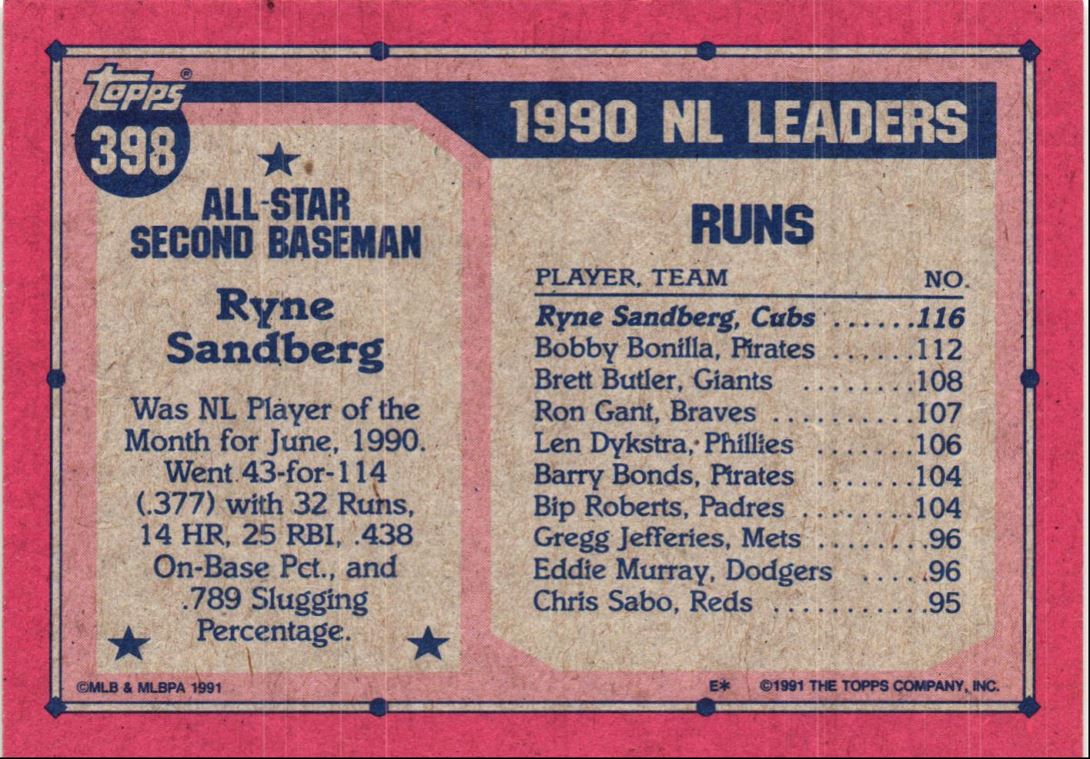 Topps®
398
ALL-STAR
SECOND BASEMAN
Ryne
Sandberg
Was NL Player of the
Month for June, 1990.
Went 43-for-114
(.377) with 32 Runs,
14 HR, 25 RBI, .438
On-Base Pct., and
.789 Slugging
Percentage.
©MLB & MLBPA 1991
1990 NL LEADERS
RUNS
PLAYER, TEAM NO.
Ryne Sandberg, Cubs ......116
Bobby Bonilla, Pirates ......112
Brett Butler, Giants ........108
Ron Gant, Braves ..........107
Len Dykstra, Phillies ........106
Barry Bonds, Pirates ........104
Bip Roberts, Padres ........104
Gregg Jefferies, Mets ........96
Eddie Murray, Dodgers .....96
Chris Sabo, Reds ...........95
E* ©1991 THE TOPPS COMPANY, INC.